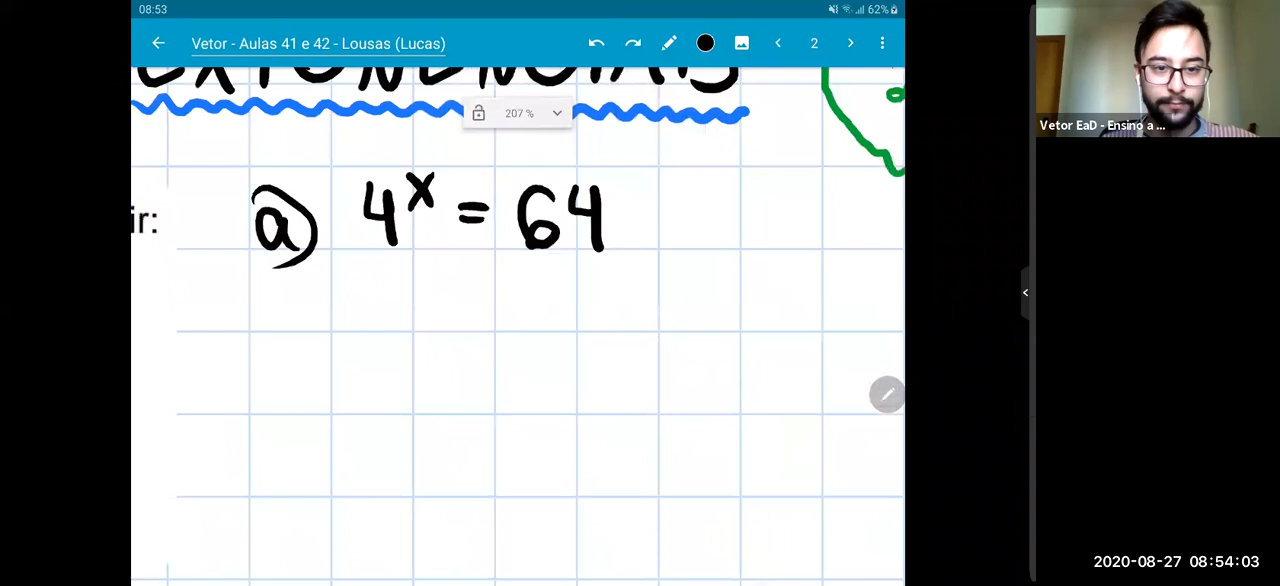 08:53
62%
Vetor - Aulas 41 e 42 - Lousas (Lucas)
2
EXPONENCIAIS
207 %
Vetor EaD - Ensino a ...
ir:
a) 4^x = 64
2020-08-27 08:54:03